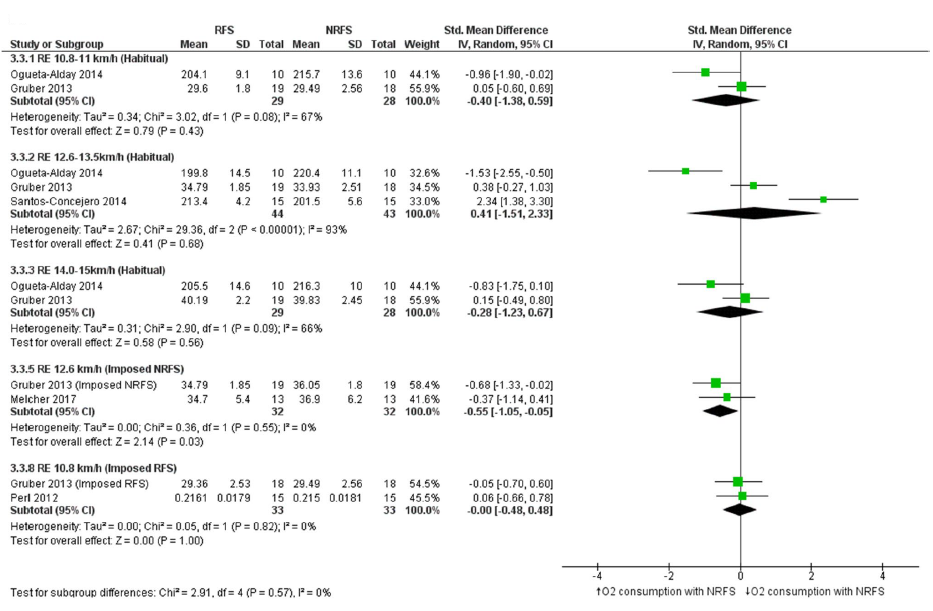 RFS NRFS Std. Mean Difference Std. Mean Difference
Study or Subgroup Mean SD Total Mean SD Total Weight IV, Random, 95% CI IV, Random, 95% CI
3.3.1 RE 10.8-11 km/h (Habitual)
Ogueta-Alday 2014 204.1 9.1 10 215.7 13.6 10 44.1% -0.96 [-1.90, -0.02]
Gruber 2013 29.6 1.8 19 29.49 2.56 18 55.9% 0.05 [-0.60, 0.69]
Subtotal (95% CI) 29 28 100.0% -0.40 [-1.38, 0.59]
Heterogeneity: Tau² = 0.34; Chi² = 3.02, df = 1 (P = 0.08); I² = 67%
Test for overall effect: Z = 0.79 (P = 0.43)
3.3.2 RE 12.6-13.5km/h (Habitual)
Ogueta-Alday 2014 199.8 14.5 10 220.4 11.1 10 32.6% -1.53 [-2.55, -0.50]
Gruber 2013 34.79 1.85 19 33.93 2.51 18 34.5% 0.38 [-0.27, 1.03]
Santos-Concejero 2014 213.4 4.2 15 201.5 5.6 15 33.0% 2.34 [1.38, 3.30]
Subtotal (95% CI) 44 43 100.0% 0.41 [-1.51, 2.33]
Heterogeneity: Tau² = 2.67; Chi² = 29.36, df = 2 (P < 0.00001); I² = 93%
Test for overall effect: Z = 0.41 (P = 0.68)
3.3.3 RE 14.0-15km/h (Habitual)
Ogueta-Alday 2014 205.5 14.6 10 216.3 10 10 44.1% -0.83 [-1.75, 0.10]
Gruber 2013 40.19 2.2 19 39.83 2.45 18 55.9% 0.15 [-0.49, 0.80]
Subtotal (95% CI) 29 28 100.0% -0.28 [-1.23, 0.67]
Heterogeneity: Tau² = 0.31; Chi² = 2.90, df = 1 (P = 0.09); I² = 66%
Test for overall effect: Z = 0.58 (P = 0.56)
3.3.5 RE 12.6 km/h (Imposed NRFS)
Gruber 2013 (Imposed NRFS) 34.79 1.85 19 36.05 1.8 19 58.4% -0.68 [-1.33, -0.02]
Melcher 2017 34.7 5.4 13 36.9 6.2 13 41.6% -0.37 [-1.14, 0.41]
Subtotal (95% CI) 32 32 100.0% -0.55 [-1.05, -0.05]
Heterogeneity: Tau² = 0.00; Chi² = 0.36, df = 1 (P = 0.55); I² = 0%
Test for overall effect: Z = 2.14 (P = 0.03)
3.3.8 RE 10.8 km/h (Imposed RFS)
Gruber 2013 (Imposed RFS) 29.36 2.53 18 29.49 2.56 18 54.5% -0.05 [-0.70, 0.60]
Perl 2012 0.2161 0.0179 15 0.215 0.0181 15 45.5% 0.06 [-0.66, 0.78]
Subtotal (95% CI) 33 33 100.0% -0.00 [-0.48, 0.48]
Heterogeneity: Tau² = 0.00; Chi² = 0.05, df = 1 (P = 0.82); I² = 0%
Test for overall effect: Z = 0.00 (P = 1.00)
-4 -2 0 2 4
↑O2 consumption with NRFS ↓O2 consumption with NRFS
Test for subgroup differences: Chi² = 2.91, df = 4 (P = 0.57), I² = 0%